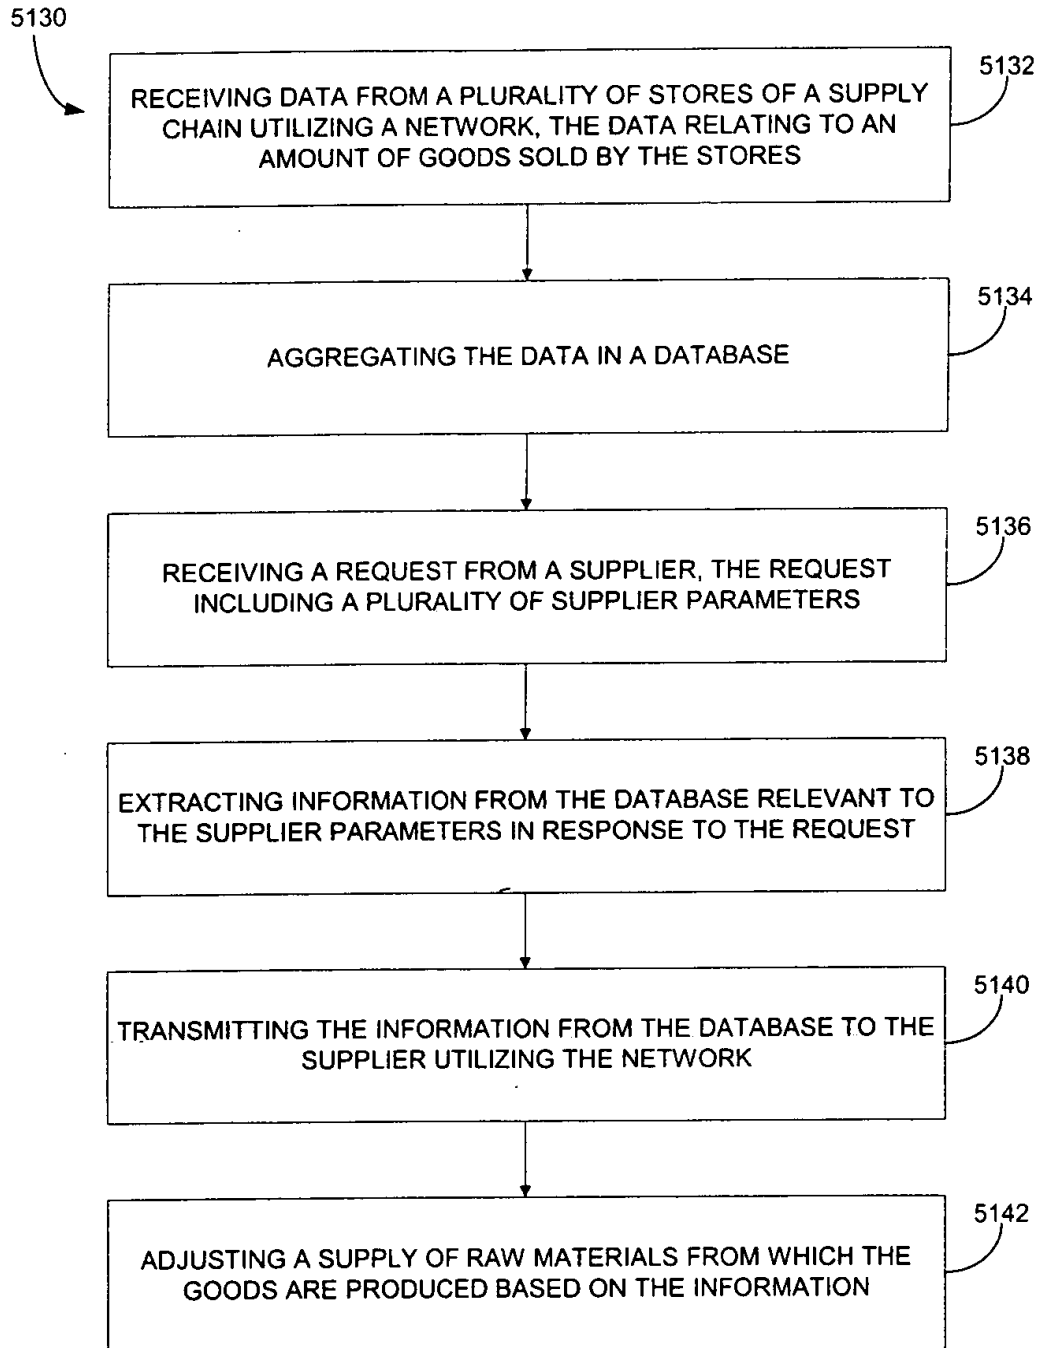 5130
5132
RECEIVING DATA FROM A PLURALITY OF STORES OF A SUPPLY
CHAIN UTILIZING A NETWORK, THE DATA RELATING TO AN
AMOUNT OF GOODS SOLD BY THE STORES
5134
AGGREGATING THE DATA IN A DATABASE
5136
RECEIVING A REQUEST FROM A SUPPLIER, THE REQUEST
INCLUDING A PLURALITY OF SUPPLIER PARAMETERS
5138
EXTRACTING INFORMATION FROM THE DATABASE RELEVANT TO
THE SUPPLIER PARAMETERS IN RESPONSE TO THE REQUEST
5140
TRANSMITTING THE INFORMATION FROM THE DATABASE TO THE
SUPPLIER UTILIZING THE NETWORK
5142
ADJUSTING A SUPPLY OF RAW MATERIALS FROM WHICH THE
GOODS ARE PRODUCED BASED ON THE INFORMATION